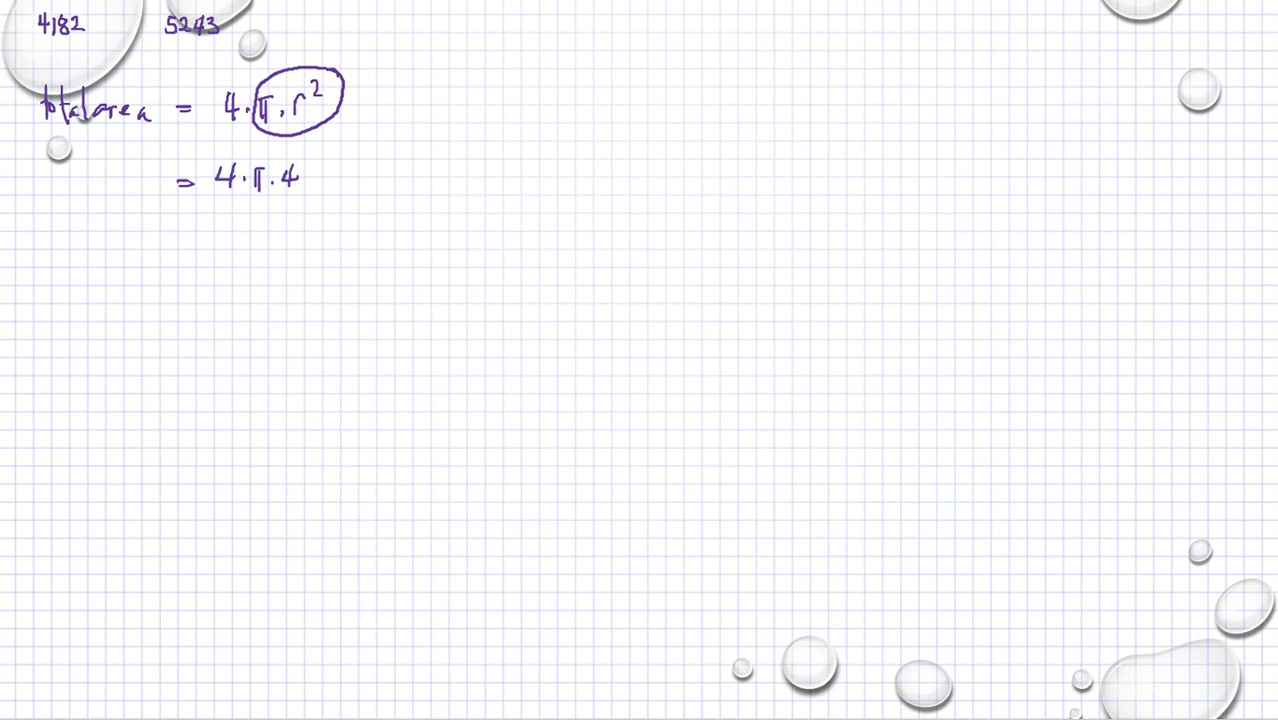 4182 5243
total area = 4·π.r²
= 4·π.4